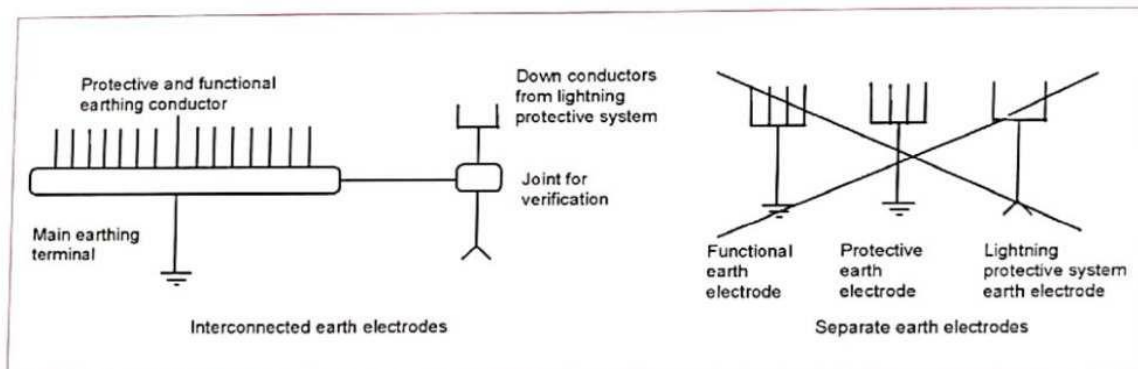 Protective and functional
earthing conductor
Down conductors
from lightning
protective system
Joint for
verification
Main earthing
terminal
Interconnected earth electrodes
Functional
earth
electrode
Protective
earth
electrode
Lightning
protective system
earth electrode
Separate earth electrodes